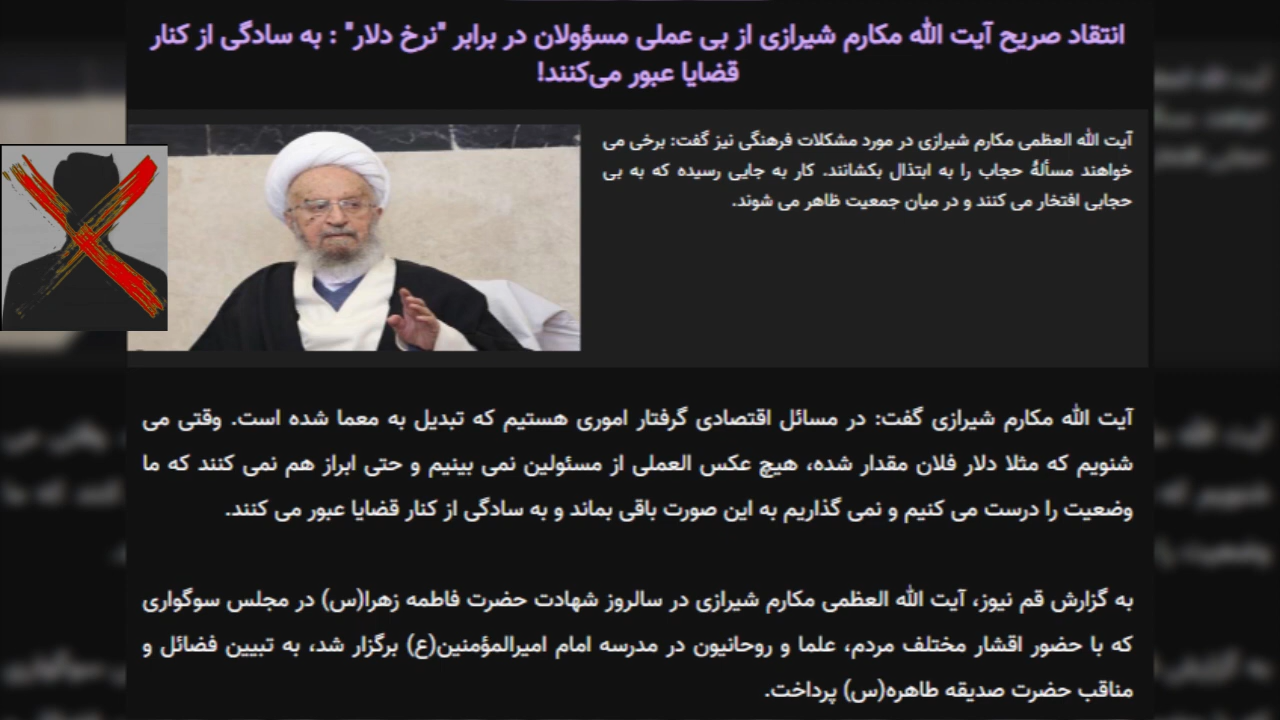 انتقاد صریح آیت الله مکارم شیرازی از بی عملی مسؤولان در برابر "نرخ دلار" : به سادگی از کنار
قضایا عبور می‌کنند!
آیت الله العظمی مکارم شیرازی در مورد مشکلات فرهنگی نیز گفت: برخی می
خواهند مسألهٔ حجاب را به ابتذال بکشانند. کار به جایی رسیده که به بی
حجابی افتخار می کنند و در میان جمعیت ظاهر می شوند.
آیت الله مکارم شیرازی گفت: در مسائل اقتصادی گرفتار اموری هستیم که تبدیل به معما شده است. وقتی می
شنویم که مثلا دلار فلان مقدار شده، هیچ عکس العملی از مسئولین نمی بینیم و حتی ابراز هم نمی کنند که ما
وضعیت را درست می کنیم و نمی گذاریم به این صورت باقی بماند و به سادگی از کنار قضایا عبور می کنند.
به گزارش قم نیوز، آیت الله العظمی مکارم شیرازی در سالروز شهادت حضرت فاطمه زهرا(س) در مجلس سوگواری
که با حضور اقشار مختلف مردم، علما و روحانیون در مدرسه امام امیرالمؤمنین(ع) برگزار شد، به تبیین فضائل و
مناقب حضرت صدیقه طاهره(س) پرداخت.